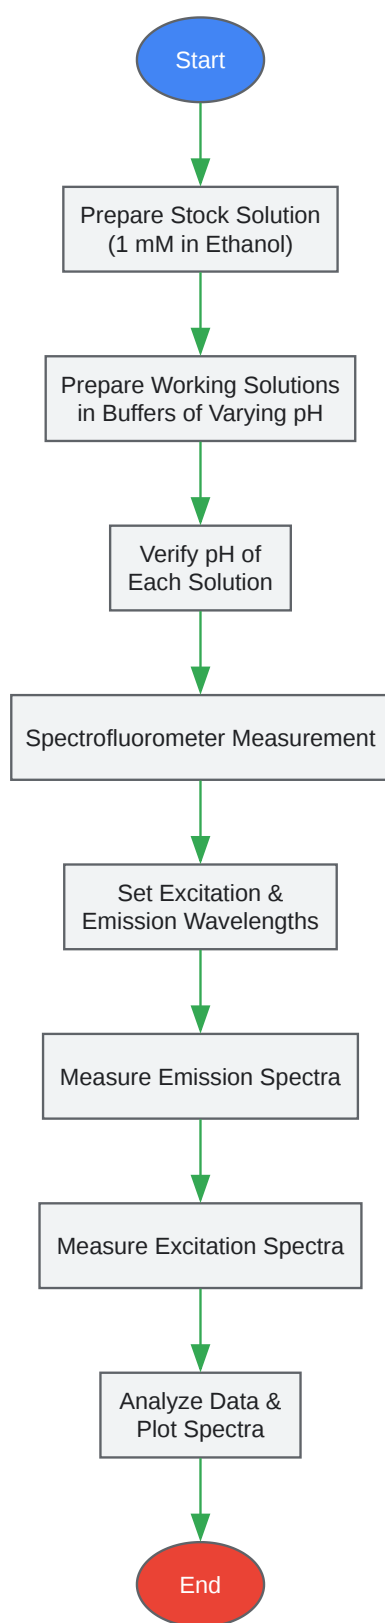 Start
Prepare Stock Solution
(1 mM in Ethanol)
Prepare Working Solutions
in Buffers of Varying pH
Verify pH of
Each Solution
Spectrofluorometer Measurement
Set Excitation &
Emission Wavelengths
Measure Emission Spectra
Measure Excitation Spectra
Analyze Data &
Plot Spectra
End